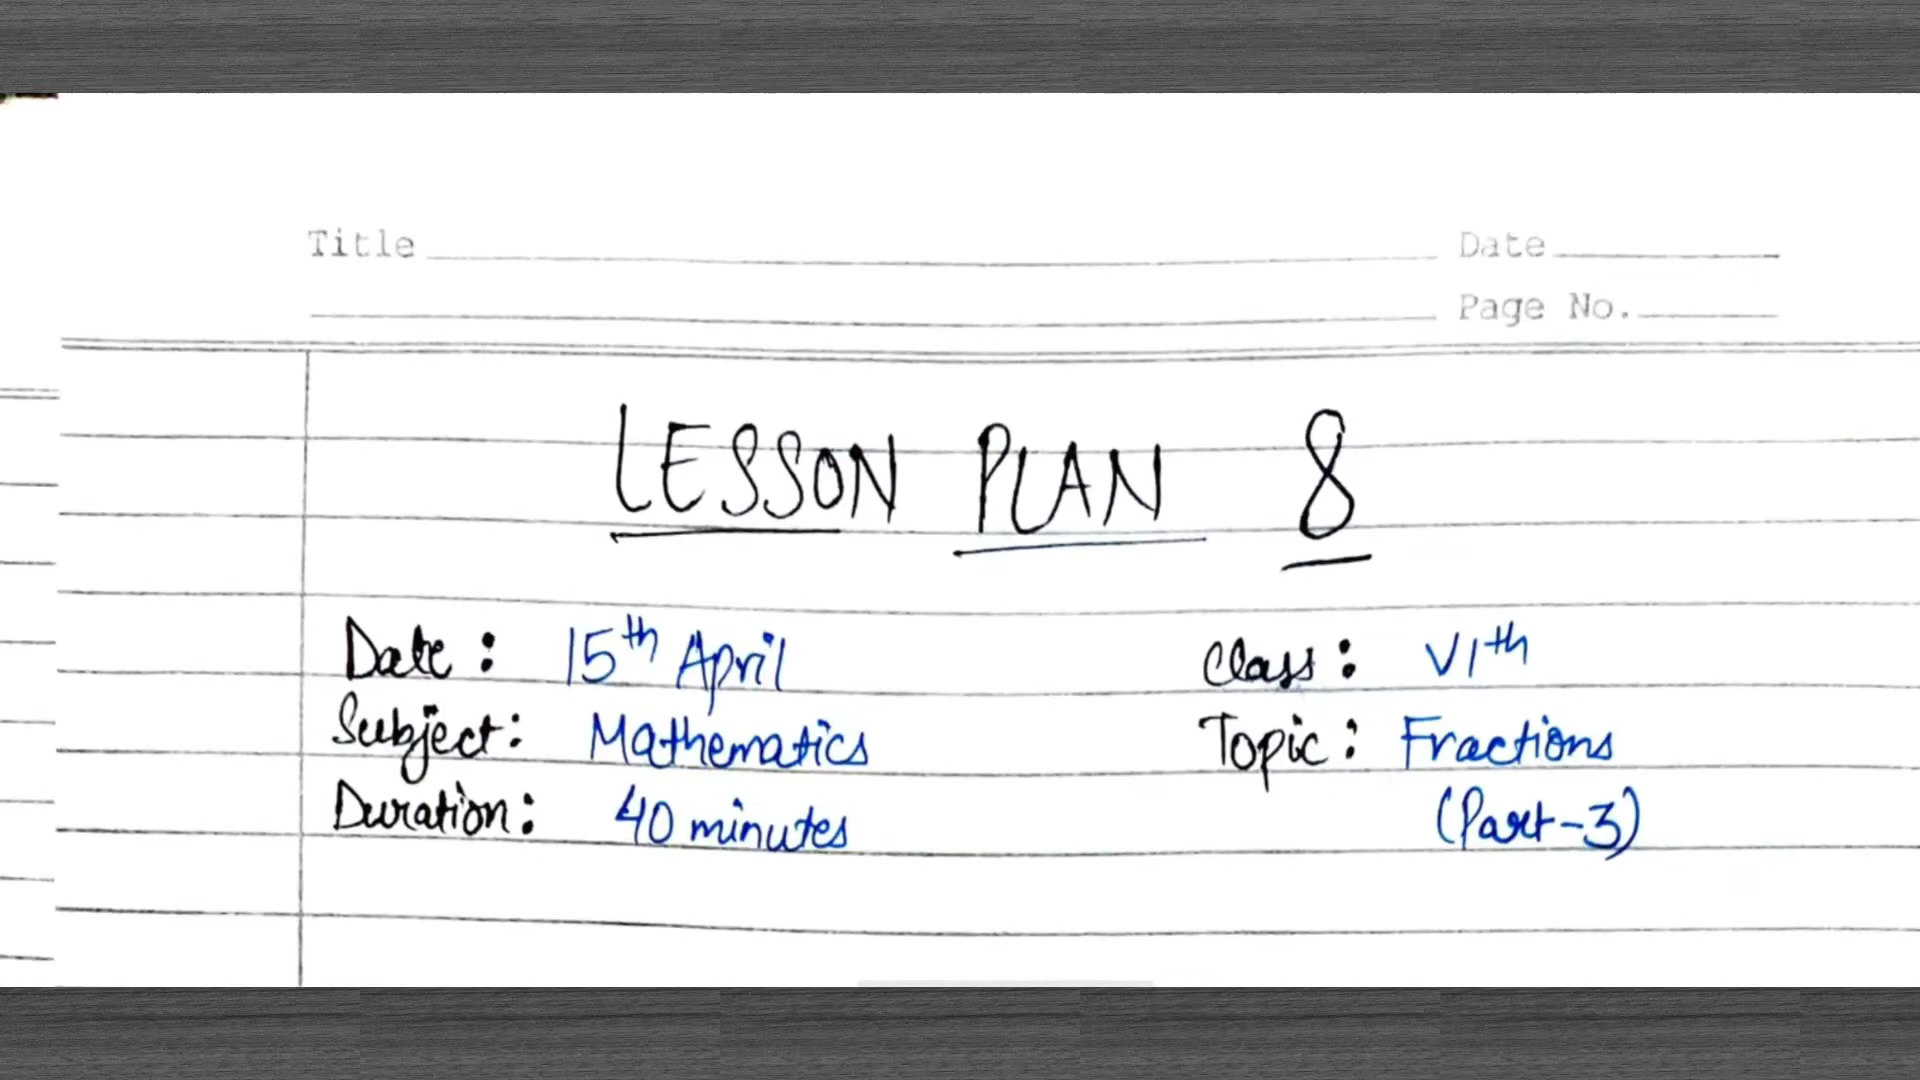 Title Date
Page No.
LESSON PLAN 8
Date : 15th April Class : VIth
Subject : Mathematics Topic : Fractions
Duration : 40 minutes (Part-3)